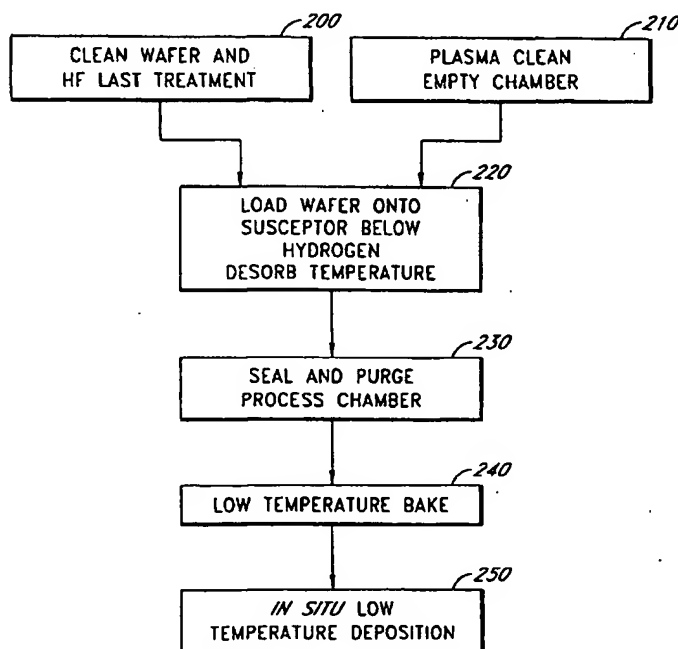 200
CLEAN WAFER AND
HF LAST TREATMENT
210
PLASMA CLEAN
EMPTY CHAMBER
220
LOAD WAFER ONTO
SUSCEPTOR BELOW
HYDROGEN
DESORB TEMPERATURE
230
SEAL AND PURGE
PROCESS CHAMBER
240
LOW TEMPERATURE BAKE
250
IN SITU LOW
TEMPERATURE DEPOSITION